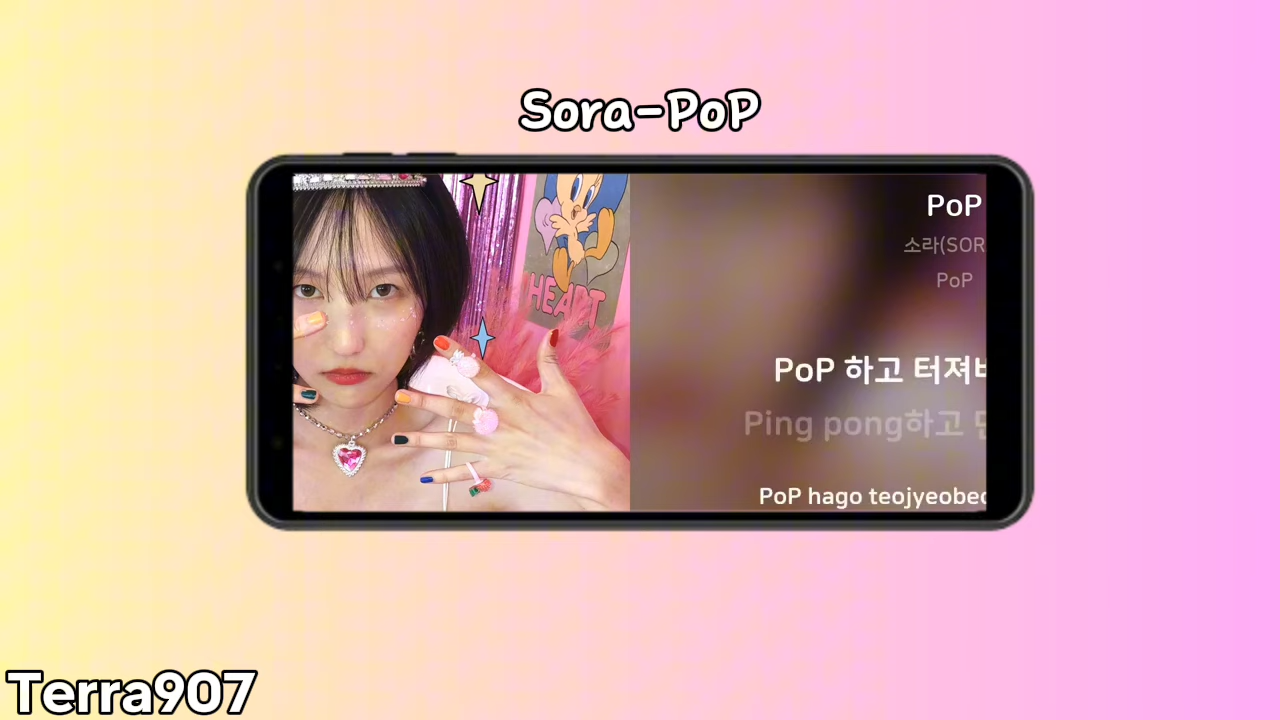 Sora-PoP
HEART
PoP
소라(SOR
PoP
PoP 하고 터져
Ping pong하고
PoP hago teojyeobeo
Terra907